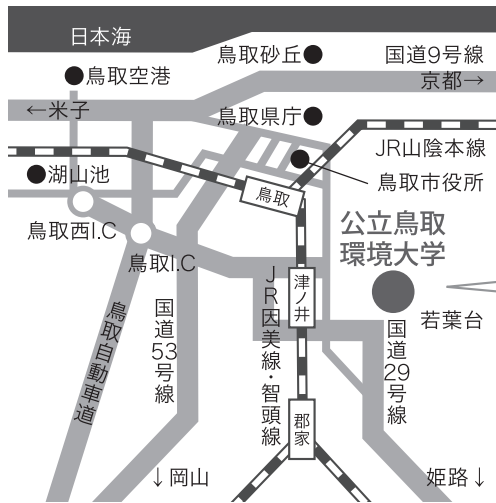 日本海
鳥取砂丘
国道9号線
鳥取空港
京都→
←米子
鳥取県庁
JR山陰本線
湖山池
鳥取市役所
鳥取
鳥取西I.C
公立鳥取
環境大学
鳥取I.C
津ノ井
若葉台
鳥取自動車道
国道53号線
JR因美線・智頭線
国道29号線
郡家
↓岡山
姫路↓